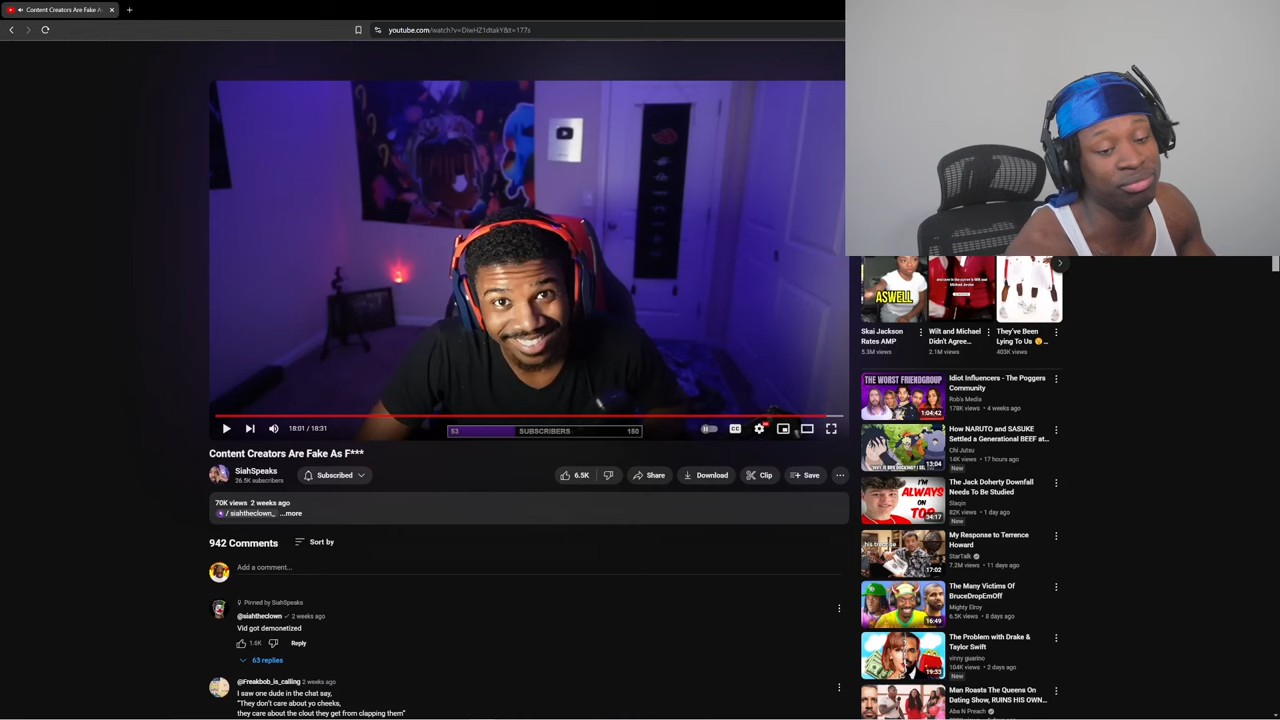 Content Creators Are Fake A
youtube.com/watch?v=DiwHZ1dtakY&t=177s
18:01 / 18:31
CC
53 SUBSCRIBERS 150
Content Creators Are Fake As F***
SiahSpeaks
26.5K subscribers
Subscribed
6.5K
Share
Download
Clip
Save
70K views 2 weeks ago
/ siahtheclown_ ...more
942 Comments
Sort by
Add a comment...
Pinned by SiahSpeaks
@siahtheclown 2 weeks ago
Vid got demonetized
1.6K Reply
63 replies
@Freakbob_is_calling 2 weeks ago
I saw one dude in the chat say,
"They don't care about yo cheeks,
they care about the clout they get from clapping them"
ASWELL
Skai Jackson
Rates AMP
5.3M views
Wilt and Michael
Didn't Agree...
2.1M views
They've Been
Lying To Us 😮‍💨...
403K views
THE WORST FRIENDGROUP
1:04:42
Idiot Influencers - The Poggers
Community
Rob's Media
178K views • 4 weeks ago
13:04
How NARUTO and SASUKE
Settled a Generational BEEF at...
Chi Jutsu
14K views • 17 hours ago
New
I'M
ALWAYS
ON
TOP
34:17
The Jack Doherty Downfall
Needs To Be Studied
Slaqin
82K views • 1 day ago
New
17:02
My Response to Terrence
Howard
StarTalk
7.2M views • 11 days ago
16:49
The Many Victims Of
BruceDropEmOff
Mighty Elroy
6.5K views • 8 days ago
19:33
The Problem with Drake &
Taylor Swift
vinny guarino
104K views • 2 days ago
New
Man Roasts The Queens On
Dating Show, RUINS HIS OWN...
Aba N Preach